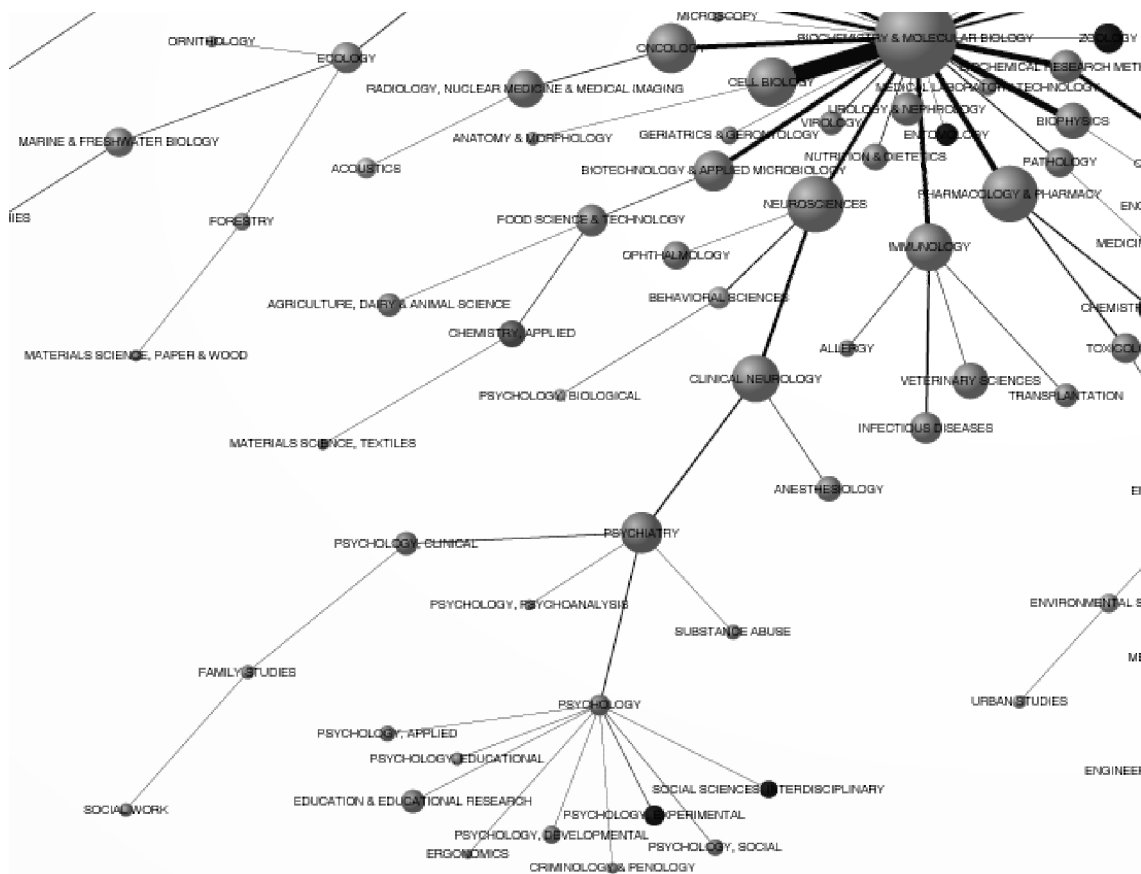 MICROSCOPY
ORNITHOLOGY
BIOCHEMISTRY & MOLECULAR BIOLOGY
ZOOLOGY
ONCOLOGY
ECOLOGY
CELL BIOLOGY
RADIOLOGY, NUCLEAR MEDICINE & MEDICAL IMAGING
MEDICAL LABORATORY TECHNOLOGY
UROLOGY & NEPHROLOGY
BIOPHYSICS
VIROLOGY
MARINE & FRESHWATER BIOLOGY
ANATOMY & MORPHOLOGY
GERIATRICS & GERONTOLOGY
ENTOMOLOGY
NUTRITION & DIETETICS
PATHOLOGY
ACOUSTICS
BIOTECHNOLOGY & APPLIED MICROBIOLOGY
PHARMACOLOGY & PHARMACY
NEUROSCIENCES
FORESTRY
FOOD SCIENCE & TECHNOLOGY
IMMUNOLOGY
OPHTHALMOLOGY
BEHAVIORAL SCIENCES
AGRICULTURE, DAIRY & ANIMAL SCIENCE
CHEMISTRY, APPLIED
ALLERGY
MATERIALS SCIENCE, PAPER & WOOD
CLINICAL NEUROLOGY
VETERINARY SCIENCES
PSYCHOLOGY, BIOLOGICAL
TRANSPLANTATION
INFECTIOUS DISEASES
MATERIALS SCIENCE, TEXTILES
ANESTHESIOLOGY
PSYCHIATRY
PSYCHOLOGY, CLINICAL
PSYCHOLOGY, PSYCHOANALYSIS
ENVIRONMENTAL S
SUBSTANCE ABUSE
FAMILY STUDIES
URBAN STUDIES
PSYCHOLOGY
PSYCHOLOGY, APPLIED
PSYCHOLOGY, EDUCATIONAL
ENGINEER
SOCIAL SCIENCES, INTERDISCIPLINARY
EDUCATION & EDUCATIONAL RESEARCH
SOCIAL WORK
PSYCHOLOGY, EXPERIMENTAL
PSYCHOLOGY, DEVELOPMENTAL
PSYCHOLOGY, SOCIAL
ERGONOMICS
CRIMINOLOGY & PENOLOGY